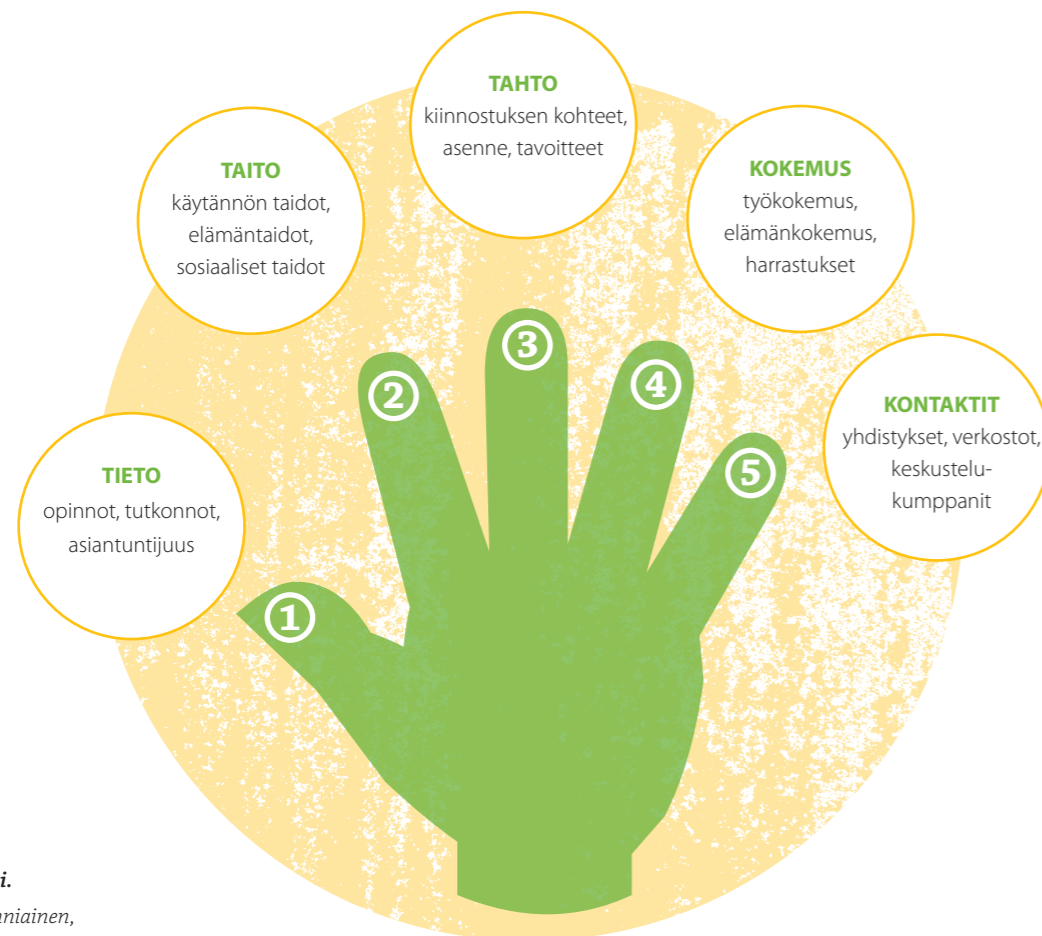 TAHTO
kiinnostuksen kohteet,
asenne, tavoitteet
TAITO
käytännön taidot,
elämäntaidot,
sosiaaliset taidot
KOKEMUS
työkokemus,
elämänkokemus,
harrastukset
KONTAKTIT
yhdistykset, verkostot,
keskustelu-
kumppanit
TIETO
opinnot, tutkonnot,
asiantuntijuus
1
2
3
4
5
i.
niainen,